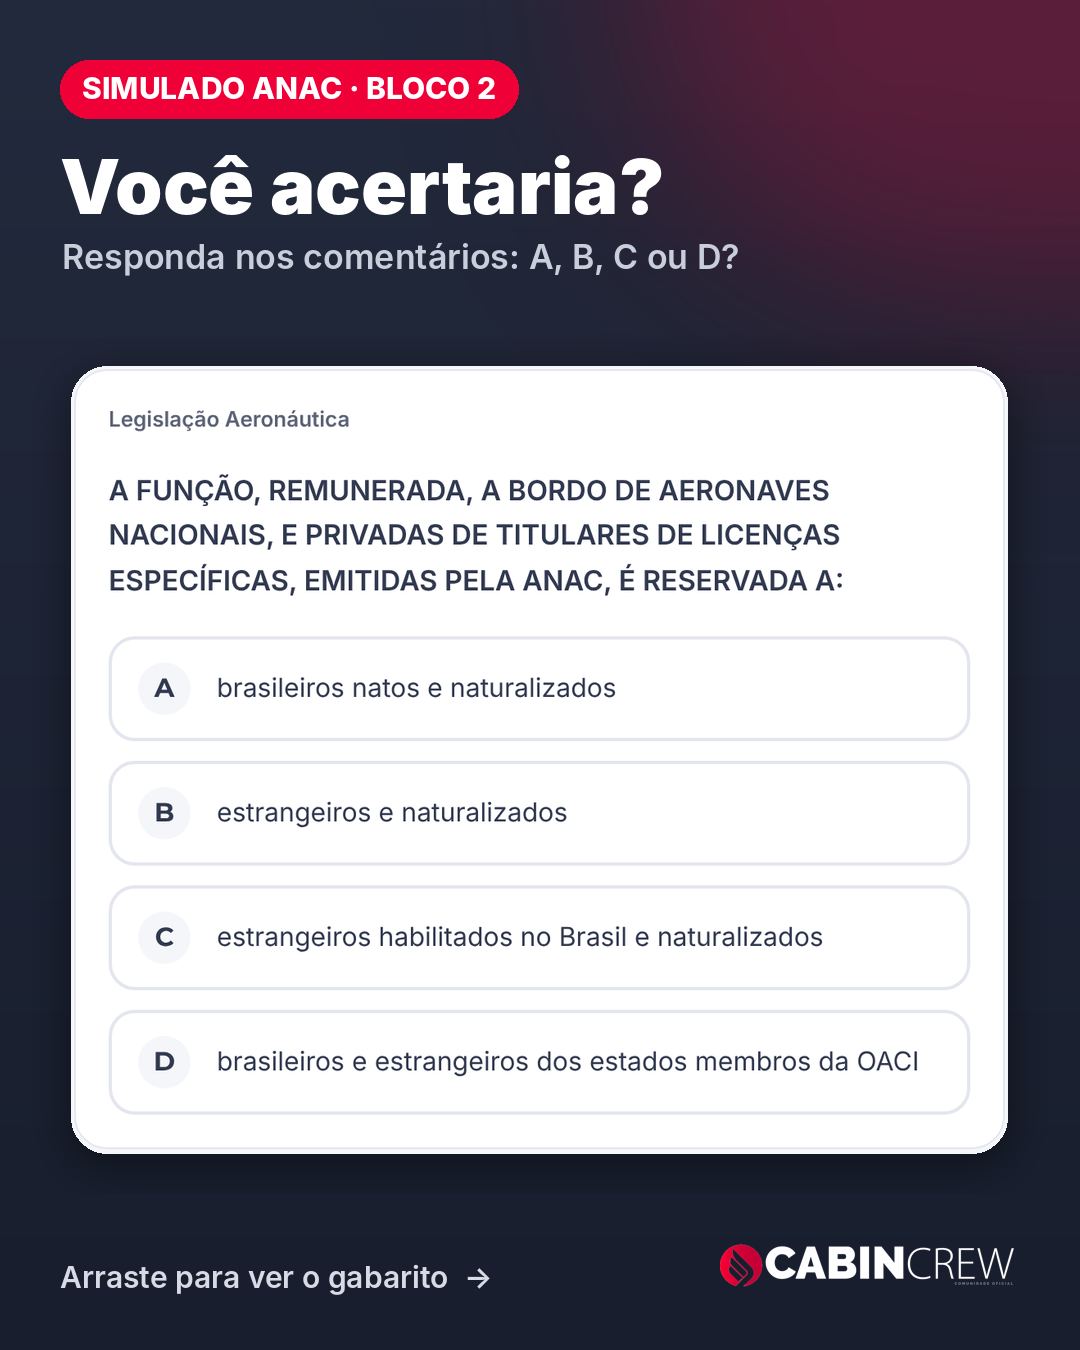 SIMULADO ANAC · BLOCO 2
Você acertaria?
Responda nos comentários: A, B, C ou D?
Legislação Aeronáutica
A FUNÇÃO, REMUNERADA, A BORDO DE AERONAVES
NACIONAIS, E PRIVADAS DE TITULARES DE LICENÇAS
ESPECÍFICAS, EMITIDAS PELA ANAC, É RESERVADA A:
A brasileiros natos e naturalizados
B estrangeiros e naturalizados
C estrangeiros habilitados no Brasil e naturalizados
D brasileiros e estrangeiros dos estados membros da OACI
Arraste para ver o gabarito →
CABINCREW
COMUNIDADE OFICIAL